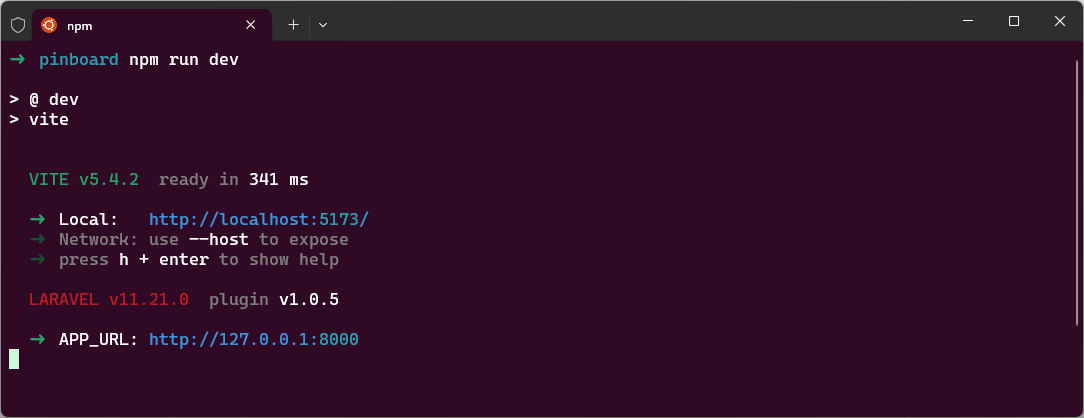 npm
➜ pinboard npm run dev
> @ dev
> vite
VITE v5.4.2 ready in 341 ms
➜ Local: http://localhost:5173/
➜ Network: use --host to expose
➜ press h + enter to show help
LARAVEL v11.21.0 plugin v1.0.5
➜ APP_URL: http://127.0.0.1:8000